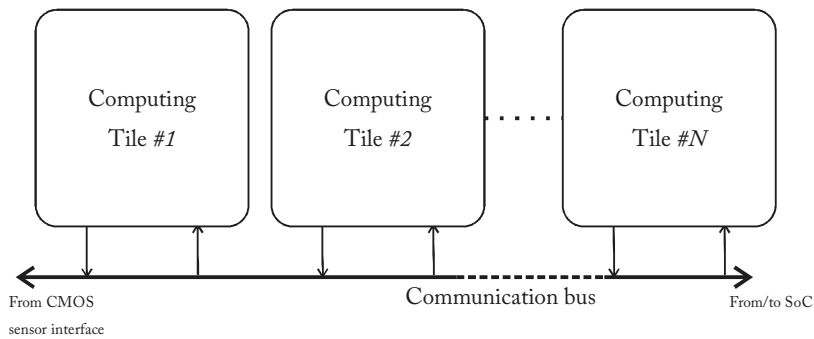 Computing
Tile #1
Computing
Tile #2
Computing
Tile #N
Communication bus
From CMOS
sensor interface
From/to SoC